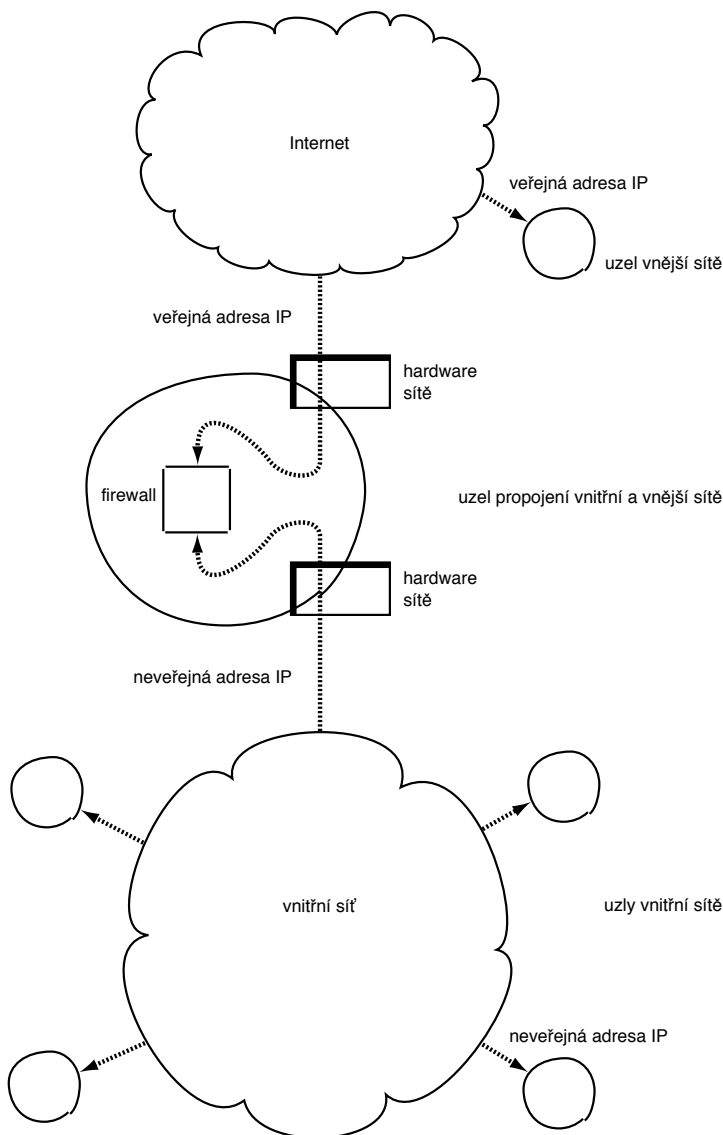 Internet
veřejná adresa IP
uzel vnější sítě
veřejná adresa IP
hardware
sítě
firewall
uzel propojení vnitřní a vnější sítě
hardware
sítě
neveřejná adresa IP
vnitřní síť
uzly vnitřní sítě
neveřejná adresa IP